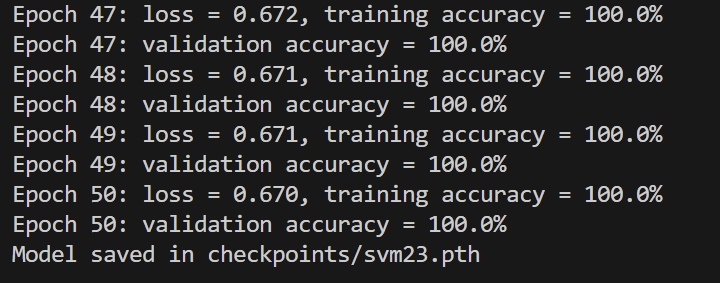 Epoch 47: loss = 0.672, training accuracy = 100.0%
Epoch 47: validation accuracy = 100.0%
Epoch 48: loss = 0.671, training accuracy = 100.0%
Epoch 48: validation accuracy = 100.0%
Epoch 49: loss = 0.671, training accuracy = 100.0%
Epoch 49: validation accuracy = 100.0%
Epoch 50: loss = 0.670, training accuracy = 100.0%
Epoch 50: validation accuracy = 100.0%
Model saved in checkpoints/svm23.pth